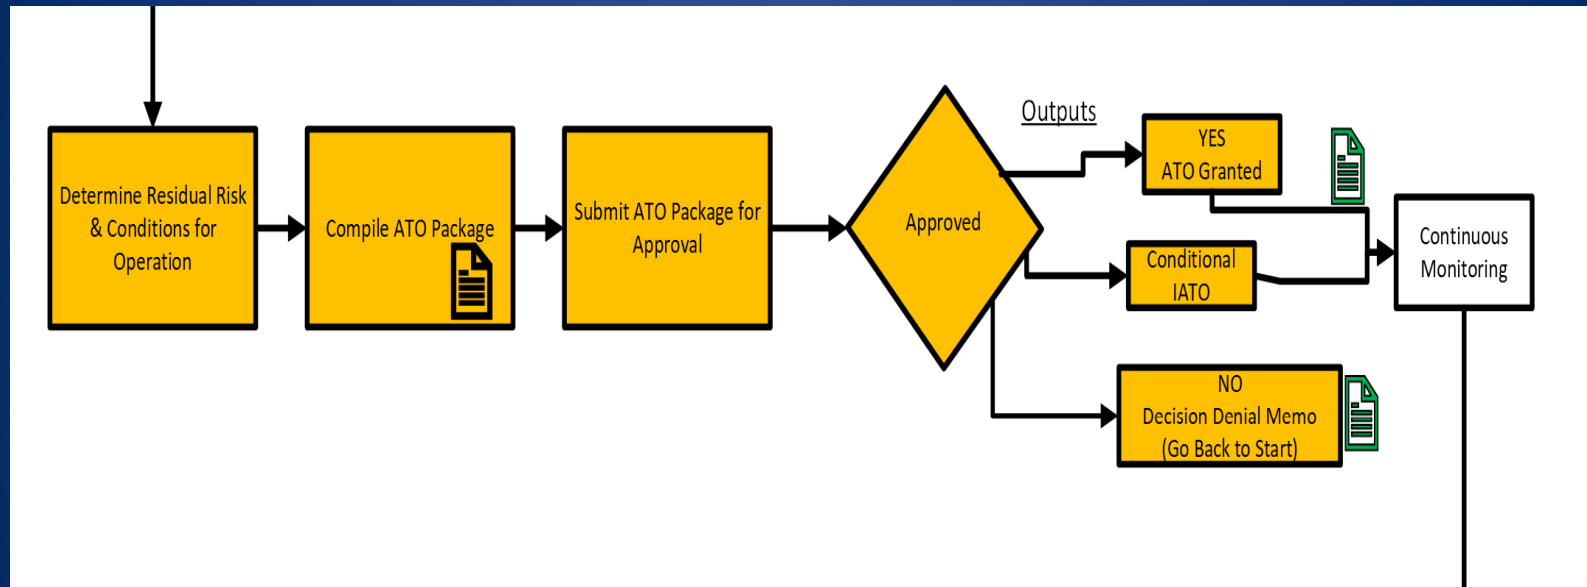 Determine Residual Risk
& Conditions for
Operation
Compile ATO Package
Submit ATO Package for
Approval
Approved
Outputs
YES
ATO Granted
Conditional
IATO
NO
Decision Denial Memo
(Go Back to Start)
Continuous
Monitoring